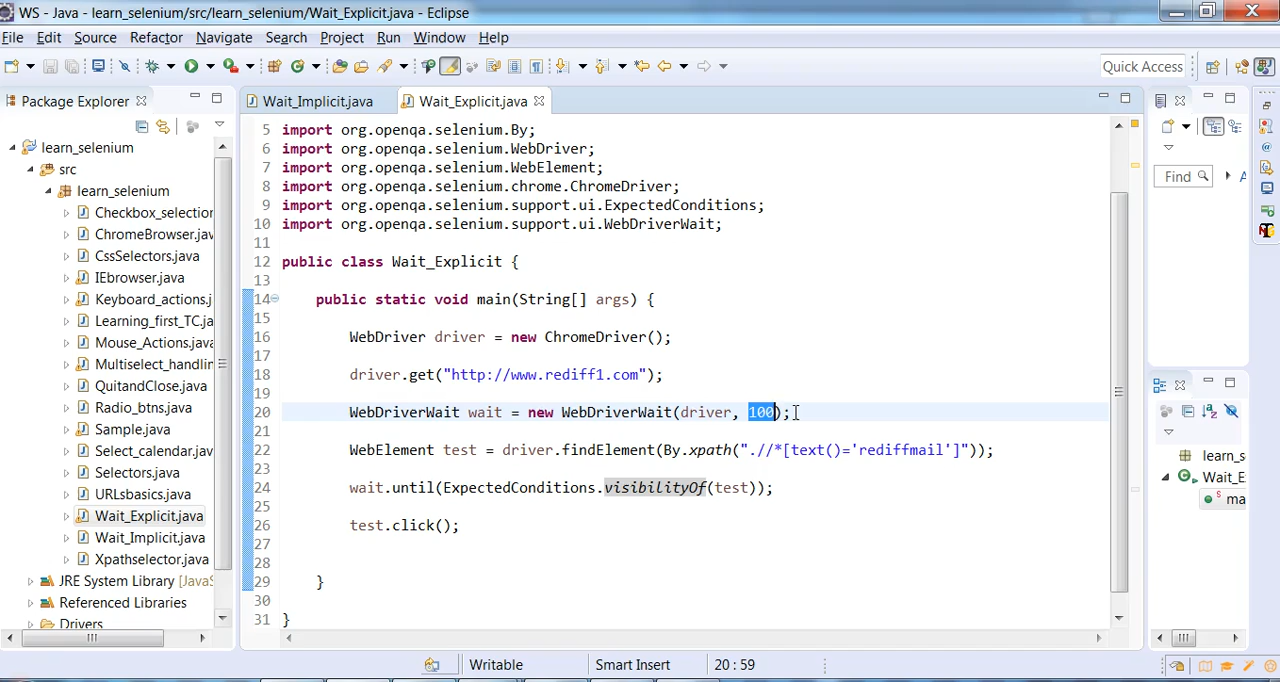 WS - Java - learn_selenium/src/learn_selenium/Wait_Explicit.java - Eclipse
File Edit Source Refactor Navigate Search Project Run Window Help
Quick Access
Package Explorer
Wait_Implicit.java
Wait_Explicit.java
learn_selenium
src
learn_selenium
Checkbox_selection
ChromeBrowser.jav
CssSelectors.java
IEbrowser.java
Keyboard_actions.j
Learning_first_TC.ja
Mouse_Actions.java
Multiselect_handlin
QuitandClose.java
Radio_btns.java
Sample.java
Select_calendar.java
Selectors.java
URLsbasics.java
Wait_Explicit.java
Wait_Implicit.java
Xpathselector.java
JRE System Library [JavaS
Referenced Libraries
Drivers
5 import org.openqa.selenium.By;
6 import org.openqa.selenium.WebDriver;
7 import org.openqa.selenium.WebElement;
8 import org.openqa.selenium.chrome.ChromeDriver;
9 import org.openqa.selenium.support.ui.ExpectedConditions;
10 import org.openqa.selenium.support.ui.WebDriverWait;
11
12 public class Wait_Explicit {
13
14 public static void main(String[] args) {
15
16 WebDriver driver = new ChromeDriver();
17
18 driver.get("http://www.rediff1.com");
19
20 WebDriverWait wait = new WebDriverWait(driver, 100);
21
22 WebElement test = driver.findElement(By.xpath(".//*[text()='rediffmail']"));
23
24 wait.until(ExpectedConditions.visibilityOf(test));
25
26 test.click();
27
28
29 }
30
31 }
Find
A
learn_s
Wait_E
ma
Writable
Smart Insert
20 : 59